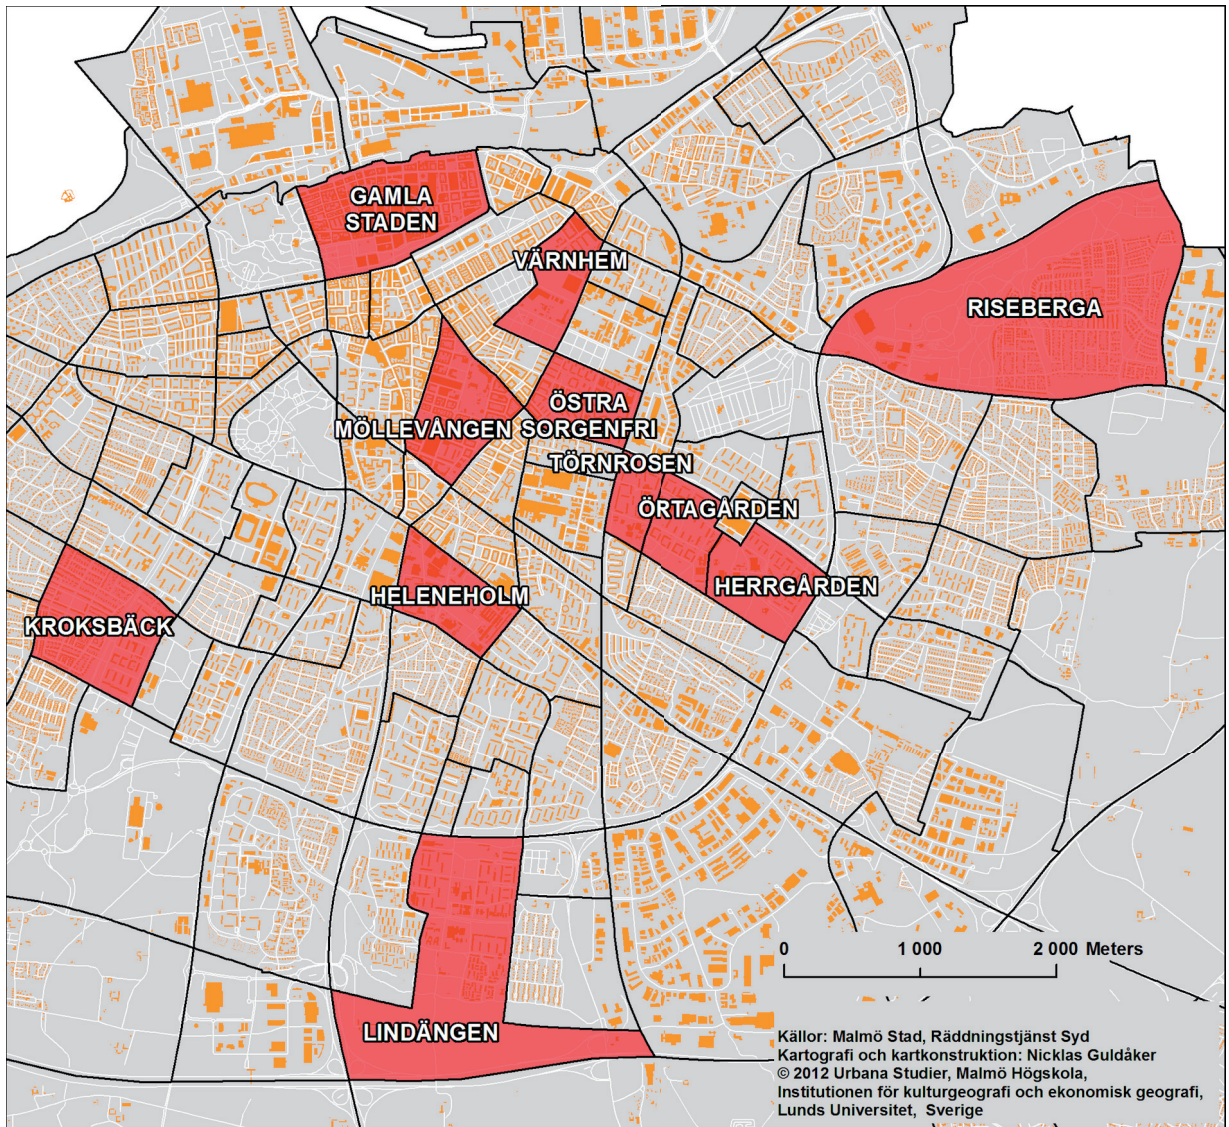 GAMLA
STADEN
VÄRNHEM
RISEBERGA
ÖSTRA
SORGENFRI
MÖLLEVÅNGEN
TÖRNROSEN
ÖRTAGÅRDEN
HERRGÅRDEN
HELENEHOLM
KROKSBÄCK
LINDÄNGEN
0 1 000 2 000 Meters
Källor: Malmö Stad, Räddningstjänst Syd
Kartografi och kartkonstruktion: Nicklas Guldåker
© 2012 Urbana Studier, Malmö Högskola,
Institutionen för kulturgeografi och ekonomisk geografi,
Lunds Universitet, Sverige